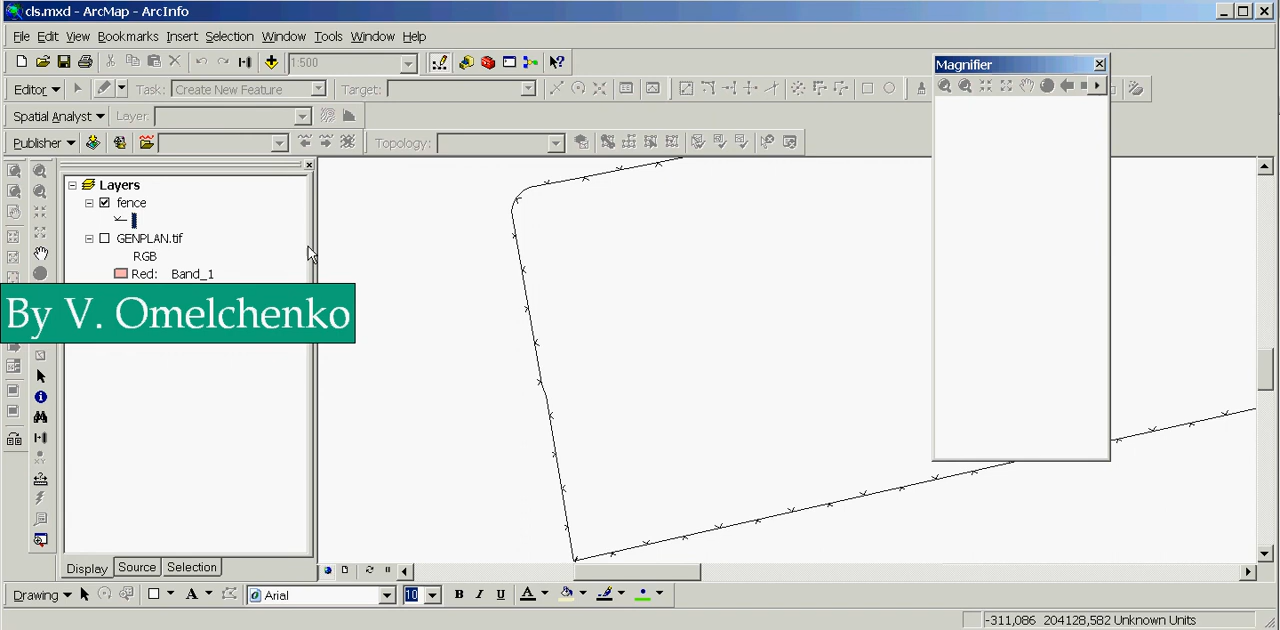 cls.mxd - ArcMap - ArcInfo
File Edit View Bookmarks Insert Selection Window Tools Window Help
1:500
Editor Task: Create New Feature Target:
Spatial Analyst Layer:
Publisher Topology:
Magnifier
Layers
fence
GENPLAN.tif
RGB
Red: Band_1
By V. Omelchenko
Display Source Selection
Drawing A Arial 10 B I U A
-311,086 204128,582 Unknown Units